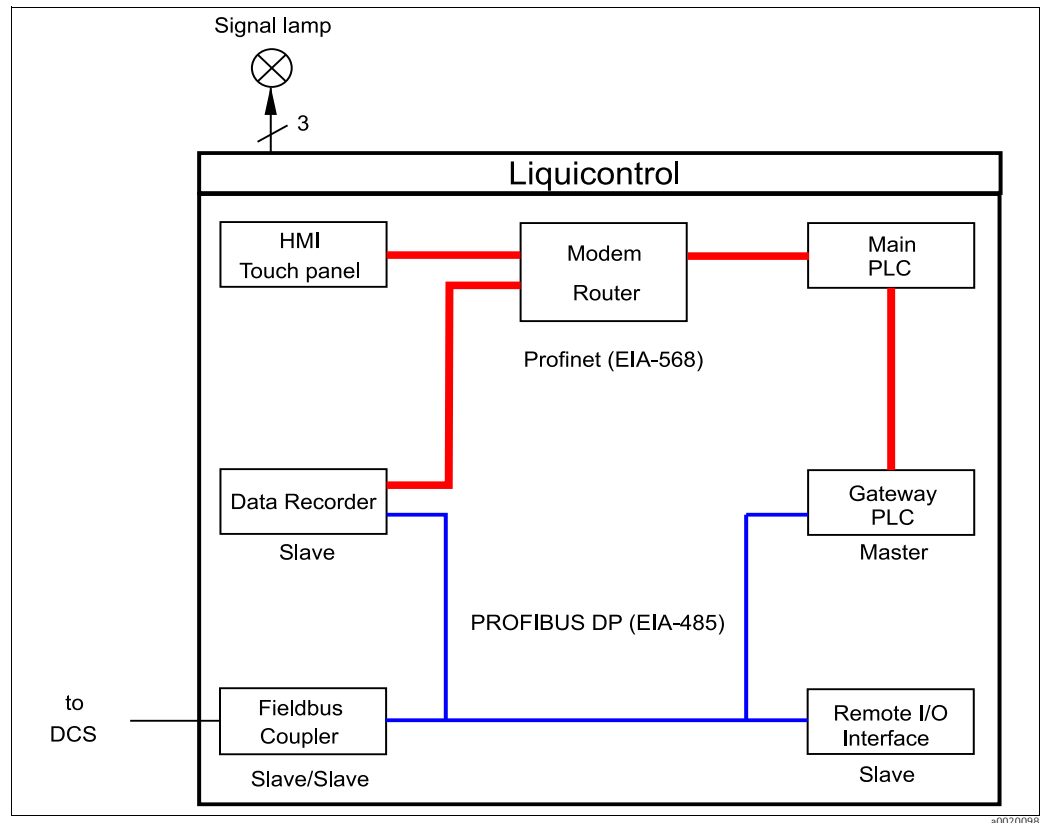 Signal lamp
3
Liquicontrol
HMI
Touch panel
Modem
Router
Main
PLC
Profinet (EIA-568)
Data Recorder
Slave
Gateway
PLC
Master
PROFIBUS DP (EIA-485)
to
DCS
Fieldbus
Coupler
Slave/Slave
Remote I/O
Interface
Slave
a0020098